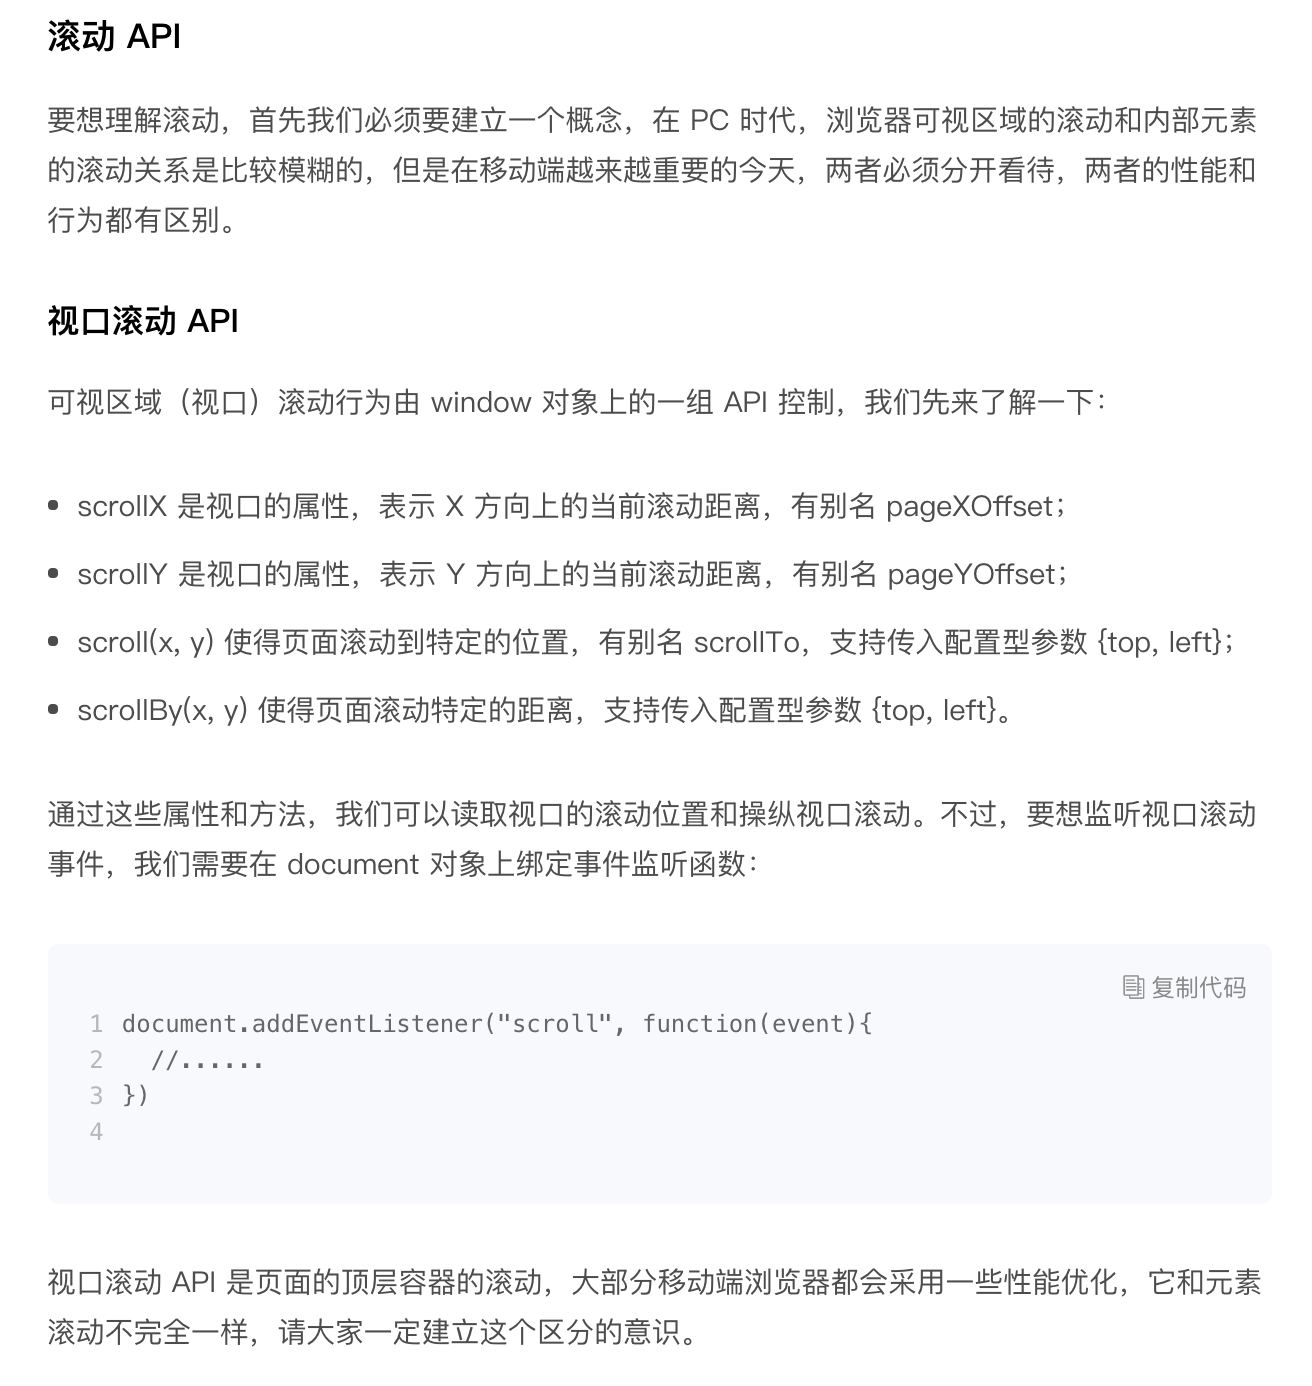 滚动 API
要想理解滚动，首先我们必须要建立一个概念，在 PC 时代，浏览器可视区域的滚动和内部元素
的滚动关系是比较模糊的，但是在移动端越来越重要的今天，两者必须分开看待，两者的性能和
行为都有区别。
视口滚动 API
可视区域（视口）滚动行为由 window 对象上的一组 API 控制，我们先来了解一下：
• scrollX 是视口的属性，表示 X 方向上的当前滚动距离，有别名 pageXOffset；
• scrollY 是视口的属性，表示 Y 方向上的当前滚动距离，有别名 pageYOffset；
• scroll(x, y) 使得页面滚动到特定的位置，有别名 scrollTo，支持传入配置型参数 {top, left}；
• scrollBy(x, y) 使得页面滚动特定的距离，支持传入配置型参数 {top, left}。
通过这些属性和方法，我们可以读取视口的滚动位置和操纵视口滚动。不过，要想监听视口滚动
事件，我们需要在 document 对象上绑定事件监听函数：
复制代码
1 document.addEventListener("scroll", function(event){
2   //......
3 })
4
视口滚动 API 是页面的顶层容器的滚动，大部分移动端浏览器都会采用一些性能优化，它和元素
滚动不完全一样，请大家一定建立这个区分的意识。